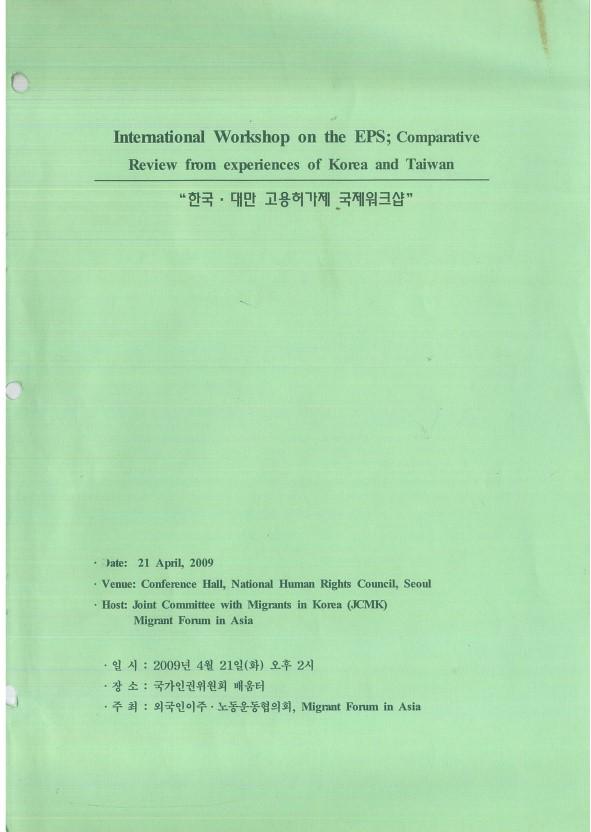 International Workshop on the EPS; Comparative
Review from experiences of Korea and Taiwan
“한국 · 대만 고용허가제 국제워크샵”
· Date: 21 April, 2009
· Venue: Conference Hall, National Human Rights Council, Seoul
· Host: Joint Committee with Migrants in Korea (JCMK)
Migrant Forum in Asia
· 일 시 : 2009년 4월 21일(화) 오후 2시
· 장 소 : 국가인권위원회 배움터
· 주 최 : 외국인이주 · 노동운동협의회, Migrant Forum in Asia